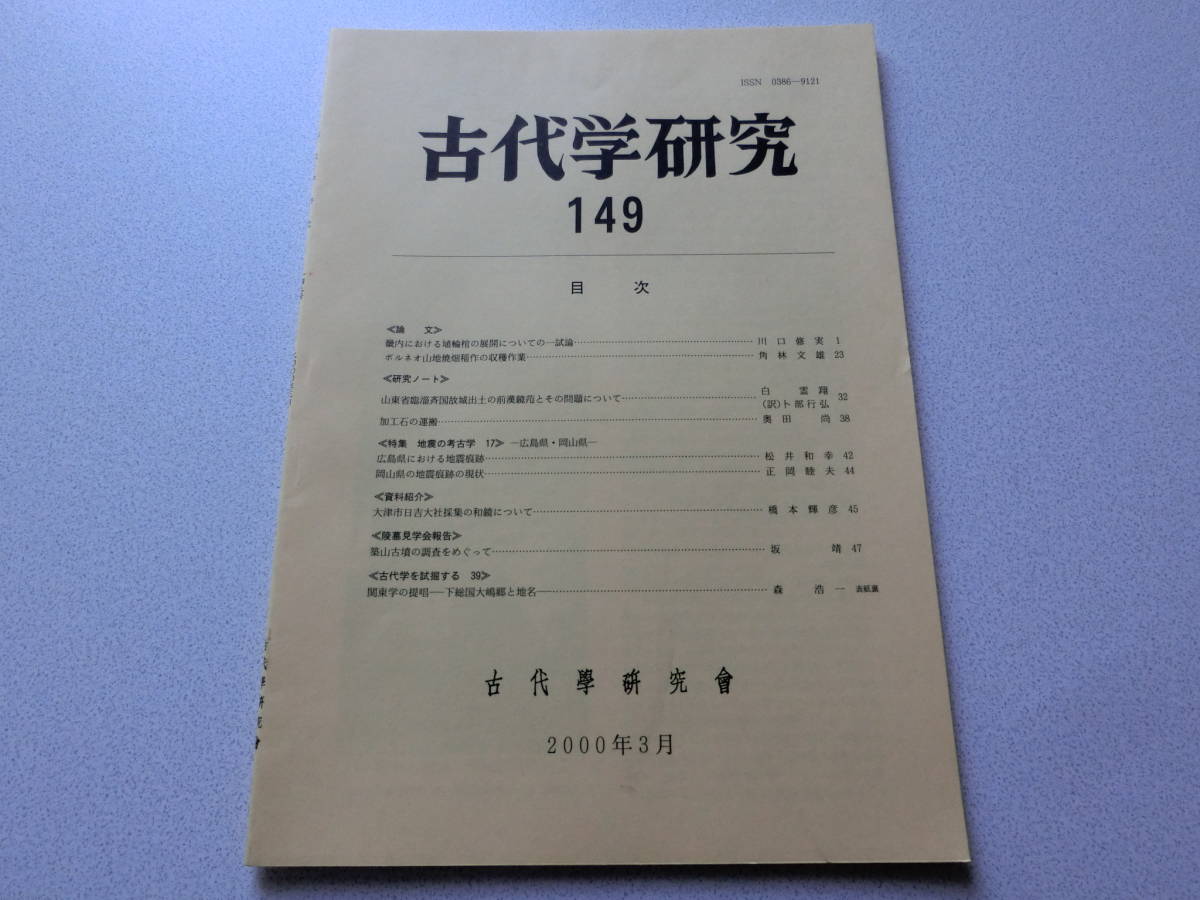 ISSN 0386—9121
古代学研究
149
目 次
≪論 文≫
畿内における埴輪棺の展開についての一試論…………川口修実 1
ボルネオ山地焼畑稲作の収穫作業…………角林文雄 23
≪研究ノート≫
山東省臨淄斉国故城出土の前漢鏡笵とその問題について…………白雲翔 (訳)卜部行弘 32
加工石の運搬…………奥田尚 38
≪特集 地震の考古学 17≫ —広島県・岡山県—
広島県における地震痕跡…………松井和幸 42
岡山県の地震痕跡の現状…………正岡睦夫 44
≪資料紹介≫
大津市日吉大社採集の和鏡について…………橋本輝彦 45
≪陵墓見学会報告≫
築山古墳の調査をめぐって…………坂靖 47
≪古代学を試掘する 39≫
関東学の提唱——下総国大嶋郷と地名——…………森浩一 表紙裏
古代學研究會
2000年3月
代學研究會